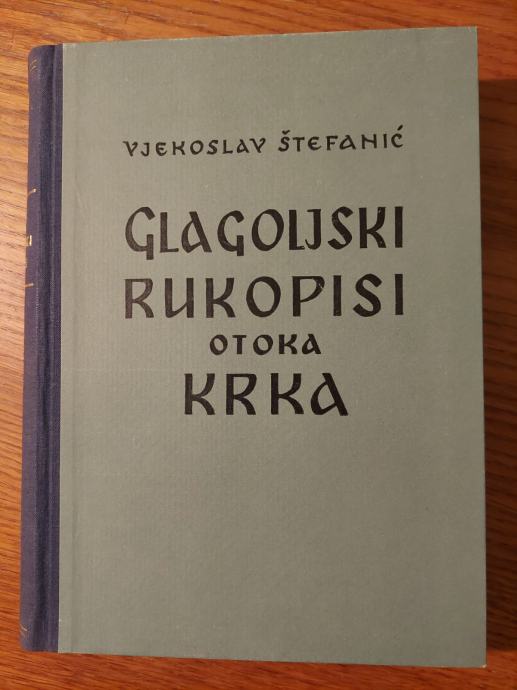 VJEKOSLAV ŠTEFANIĆ
GLAGOLJSKI
RUKOPISI
OTOKA
KRKA